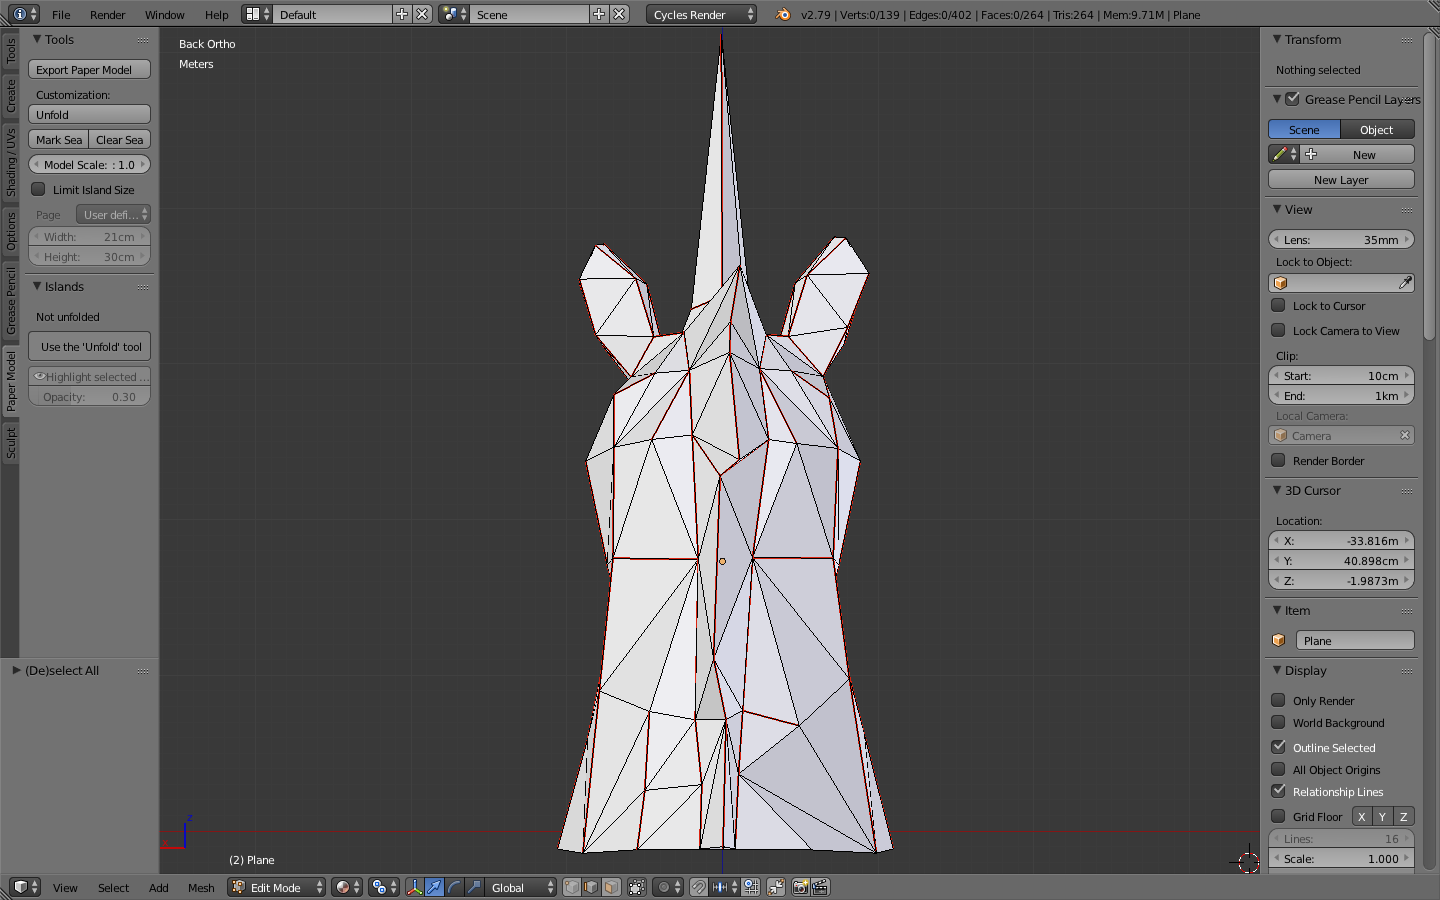 File Render Window Help Default Scene Cycles Render v2.79 | Verts:0/139 | Edges:0/402 | Faces:0/264 | Tris:264 | Mem:9.71M | Plane
Tools
Export Paper Model
Customization:
Unfold
Mark Sea Clear Sea
Model Scale: : 1.0
Limit Island Size
Page User defi...
Width: 21cm
Height: 30cm
Islands
Not unfolded
Use the 'Unfold' tool
Highlight selected ...
Opacity: 0.30
(De)select All
Tools
Create
Shading / UVs
Options
Grease Pencil
Paper Model
Sculpt
Back Ortho
Meters
z
(2) Plane
Transform
Nothing selected
Grease Pencil Layers
Scene Object
New
New Layer
View
Lens: 35mm
Lock to Object:
Lock to Cursor
Lock Camera to View
Clip:
Start: 10cm
End: 1km
Local Camera:
Camera
Render Border
3D Cursor
Location:
X: -33.816m
Y: 40.898cm
Z: -1.9873m
Item
Plane
Display
Only Render
World Background
Outline Selected
All Object Origins
Relationship Lines
Grid Floor X Y Z
Lines: 16
Scale: 1.000
View Select Add Mesh Edit Mode Global